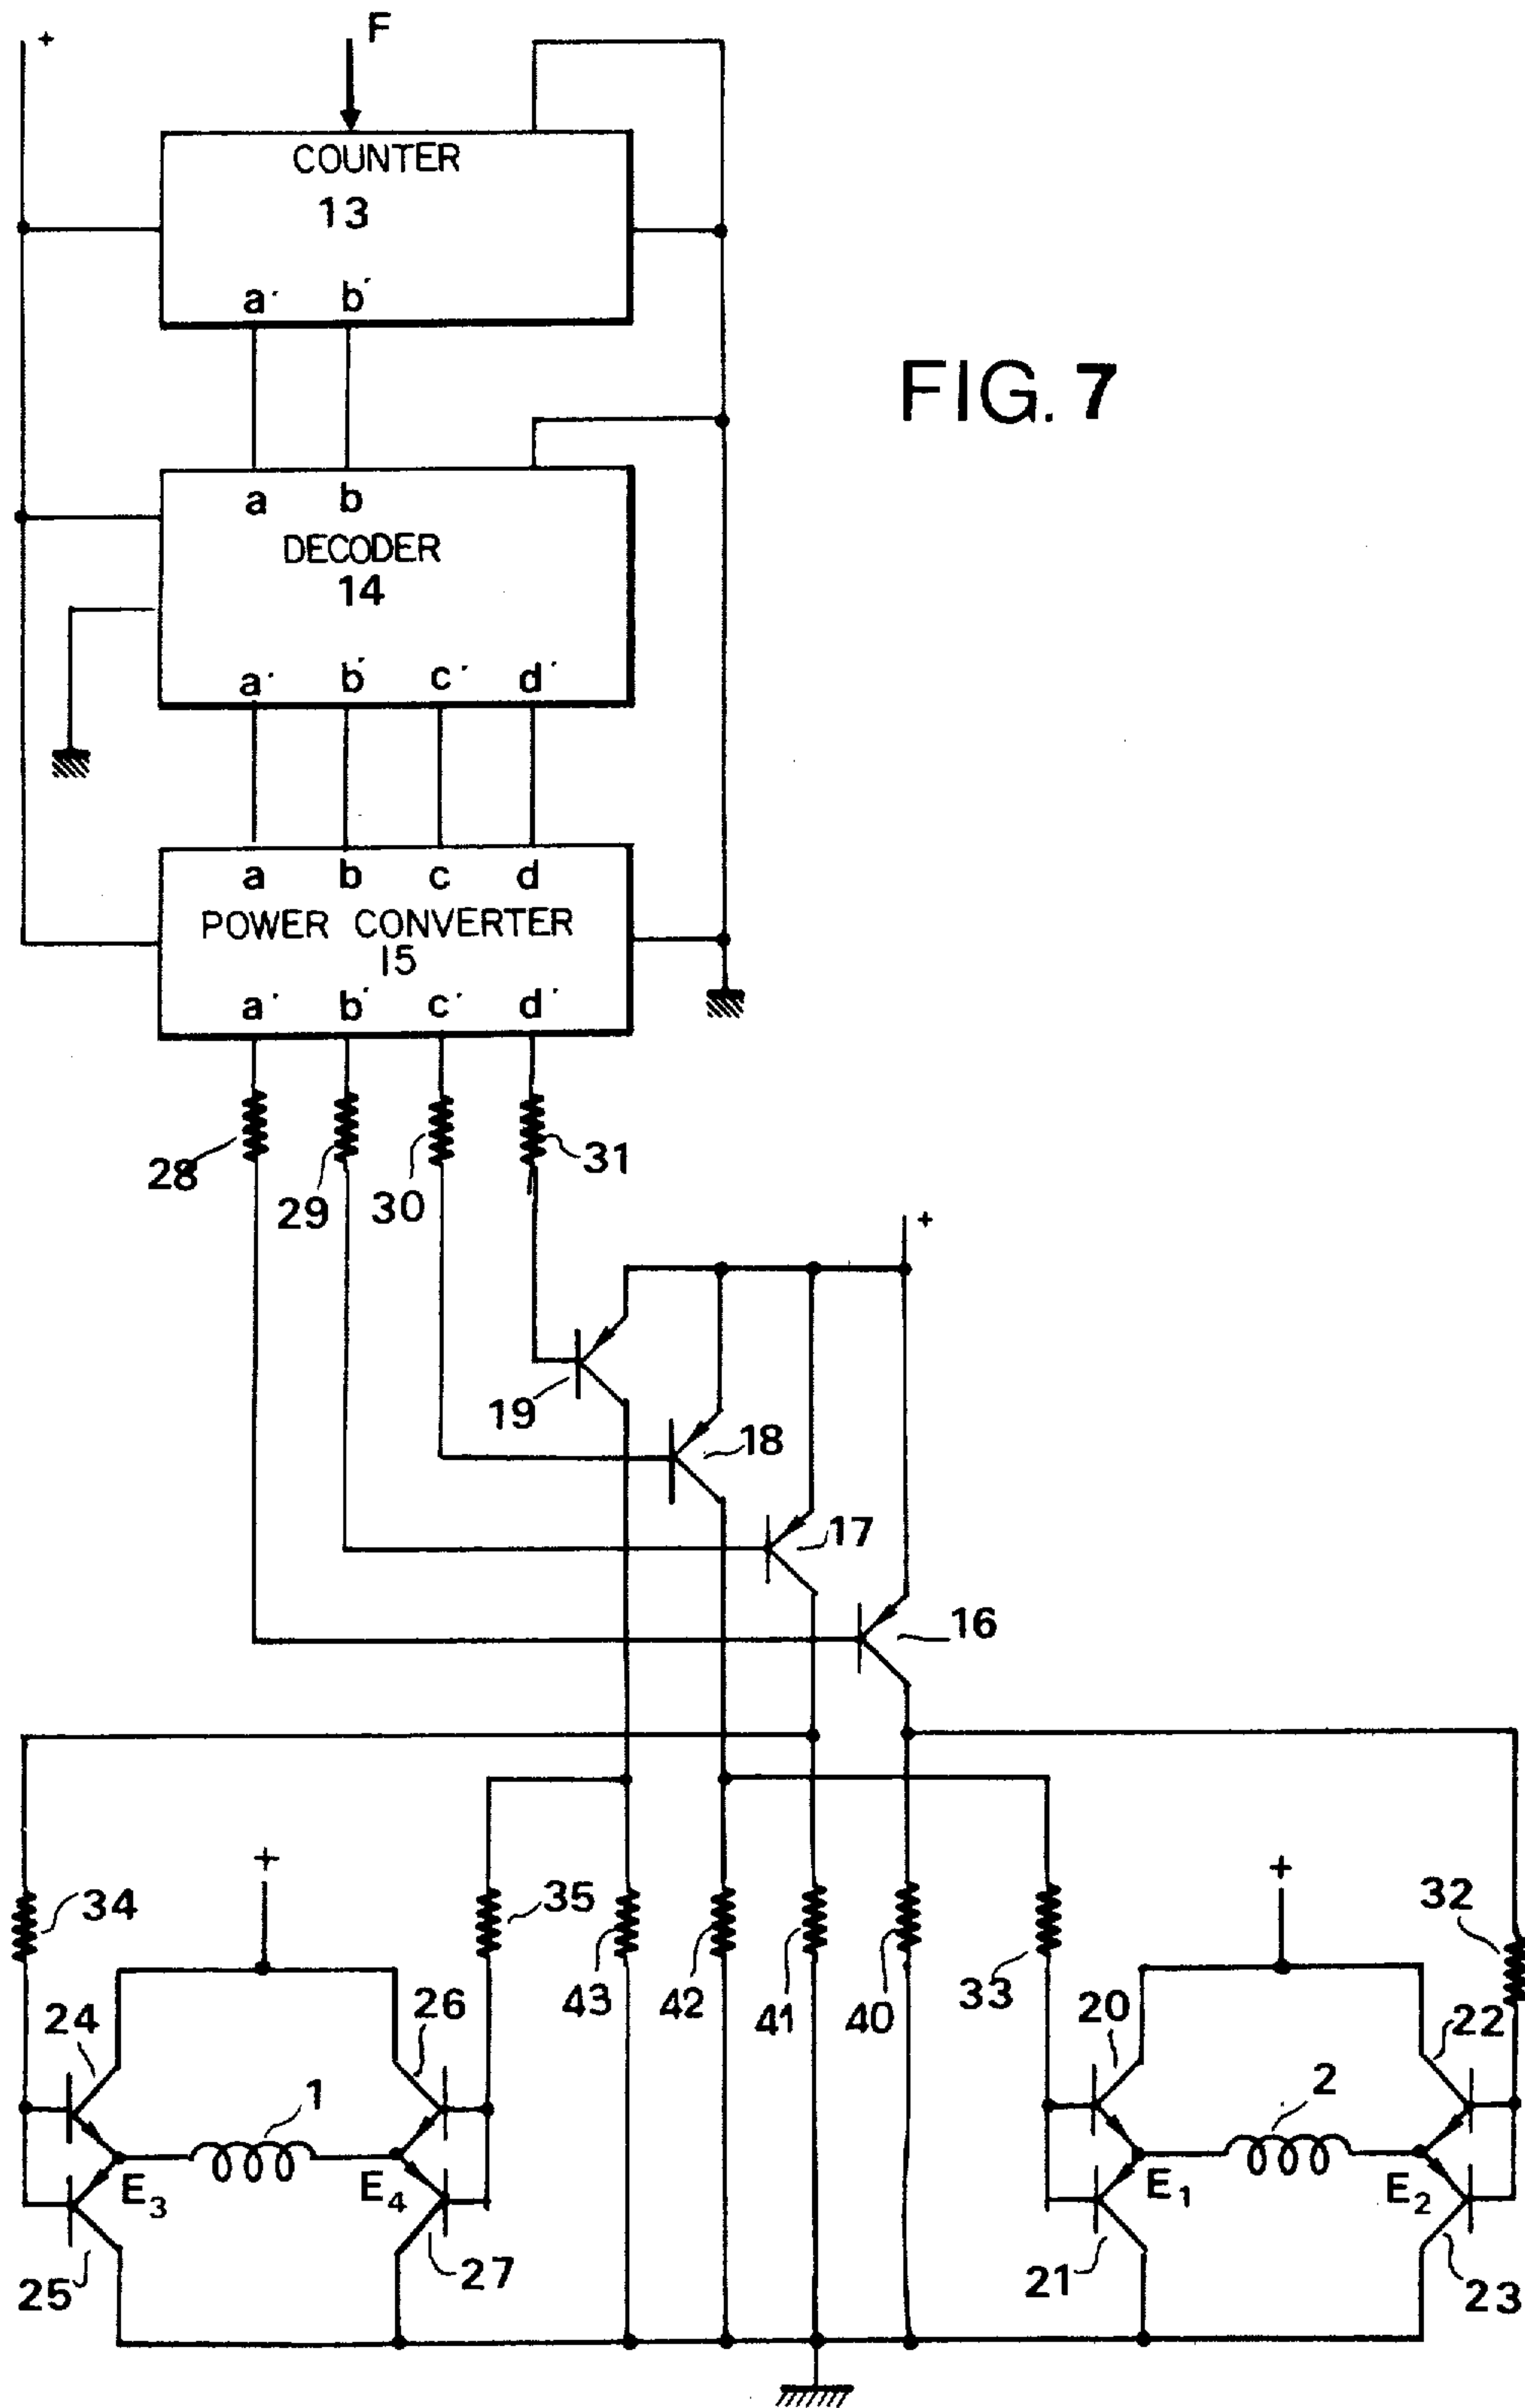 + F
COUNTER
13
a' b'
FIG. 7
a b
DECODER
14
a' b' c' d'
a b c d
POWER CONVERTER
15
a' b' c' d'
28 29 30 31
+
19
18
17
16
+ +
34 35 43 42 41 40 33 32
24 26 20 22
1 2
E3 E4 E1 E2
25 27 21 23